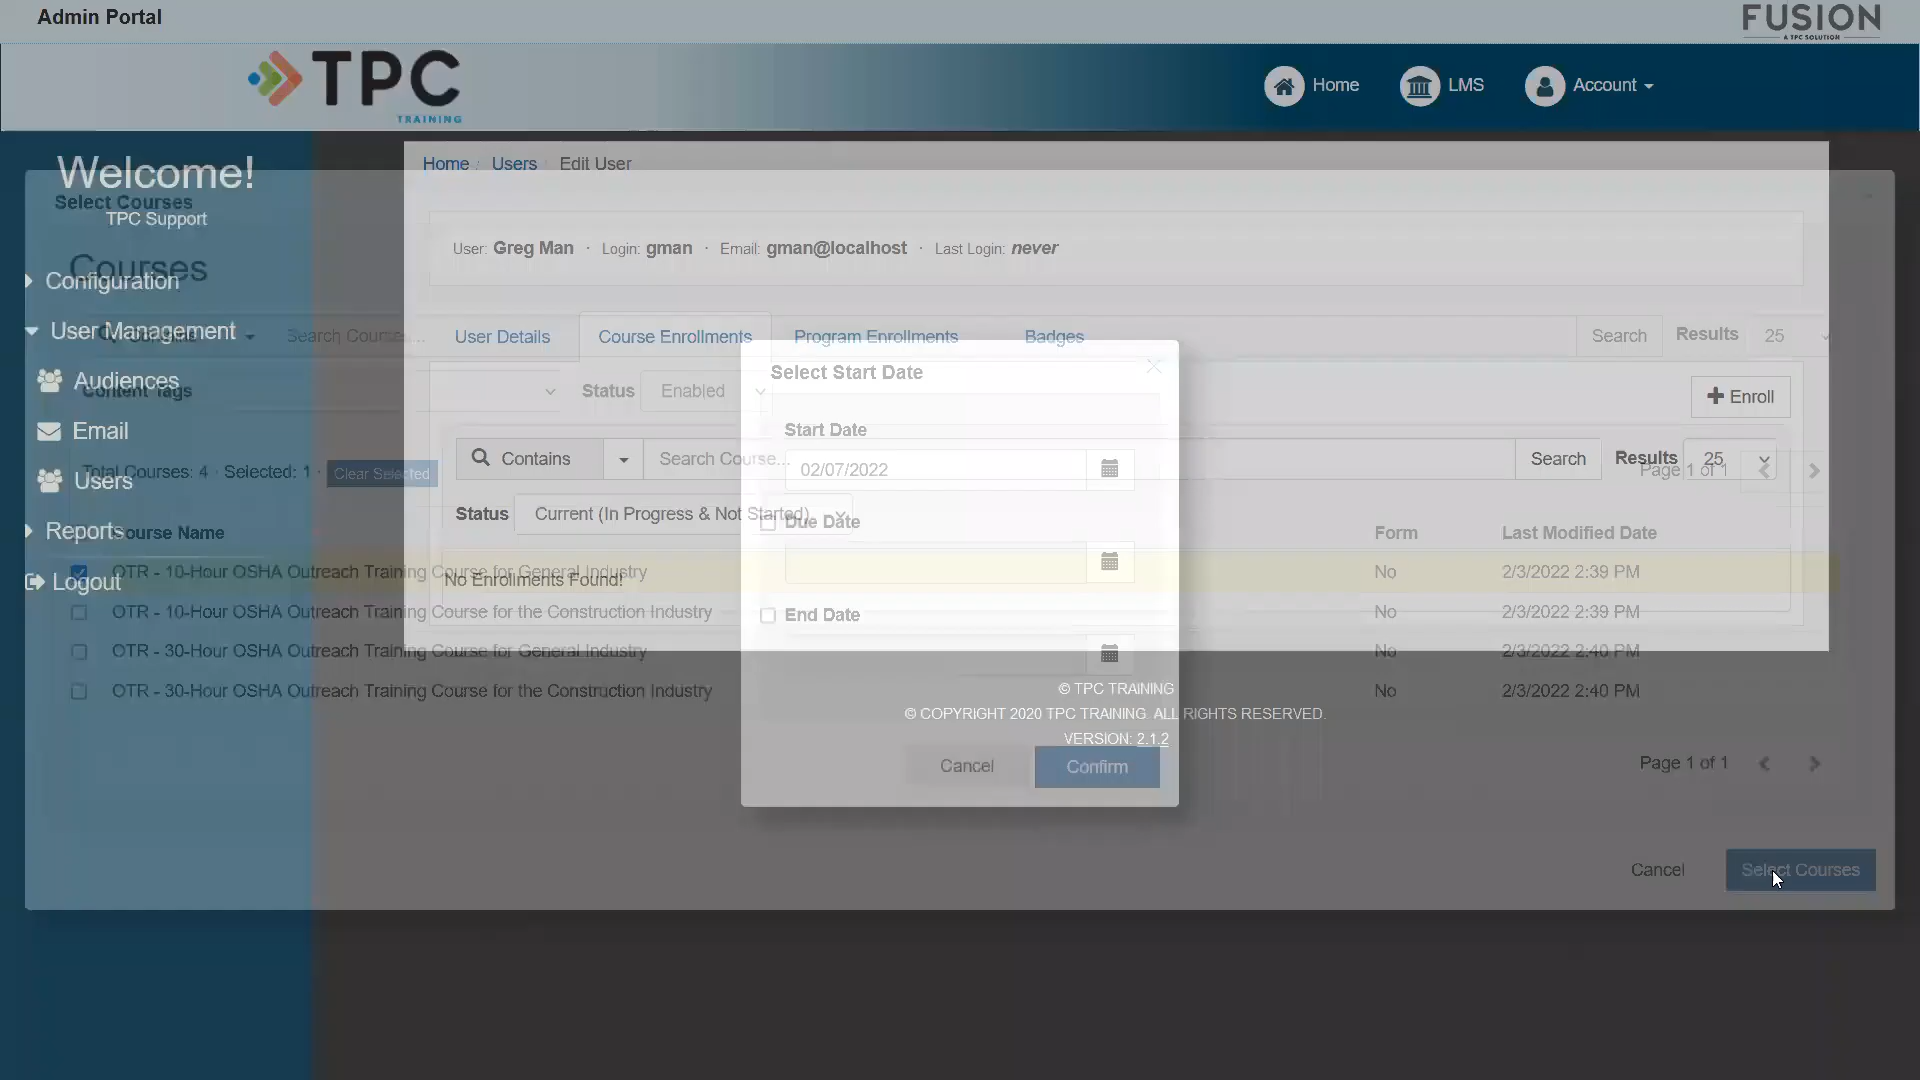 Admin Portal
FUSION
A TPC SOLUTION
TPC
TRAINING
Home
LMS
Account
Welcome!
TPC Support
Configuration
User Management
Audiences
Email
Users
Reports
Logout
Home / Users / Edit User
User: Greg Man · Login: gman · Email: gman@localhost · Last Login: never
User Details
Course Enrollments
Program Enrollments
Badges
Enroll
Contains
Search Course...
Search
Results
25
Status
Current (In Progress & Not Started)
No Enrollments Found!
© TPC TRAINING
© COPYRIGHT 2020 TPC TRAINING. ALL RIGHTS RESERVED.
VERSION: 2.1.2
Select Courses
Courses
Search Course...
Search
Results
25
Content Tags
Status
Enabled
Total Courses: 4 · Selected: 1 ·
Clear Selected
Page 1 of 1
Course Name
Form
Last Modified Date
OTR - 10-Hour OSHA Outreach Training Course for General Industry
No
2/3/2022 2:39 PM
OTR - 10-Hour OSHA Outreach Training Course for the Construction Industry
No
2/3/2022 2:39 PM
OTR - 30-Hour OSHA Outreach Training Course for General Industry
No
2/3/2022 2:40 PM
OTR - 30-Hour OSHA Outreach Training Course for the Construction Industry
No
2/3/2022 2:40 PM
Page 1 of 1
Cancel
Select Courses
Select Start Date
Start Date
02/07/2022
Due Date
End Date
Cancel
Confirm